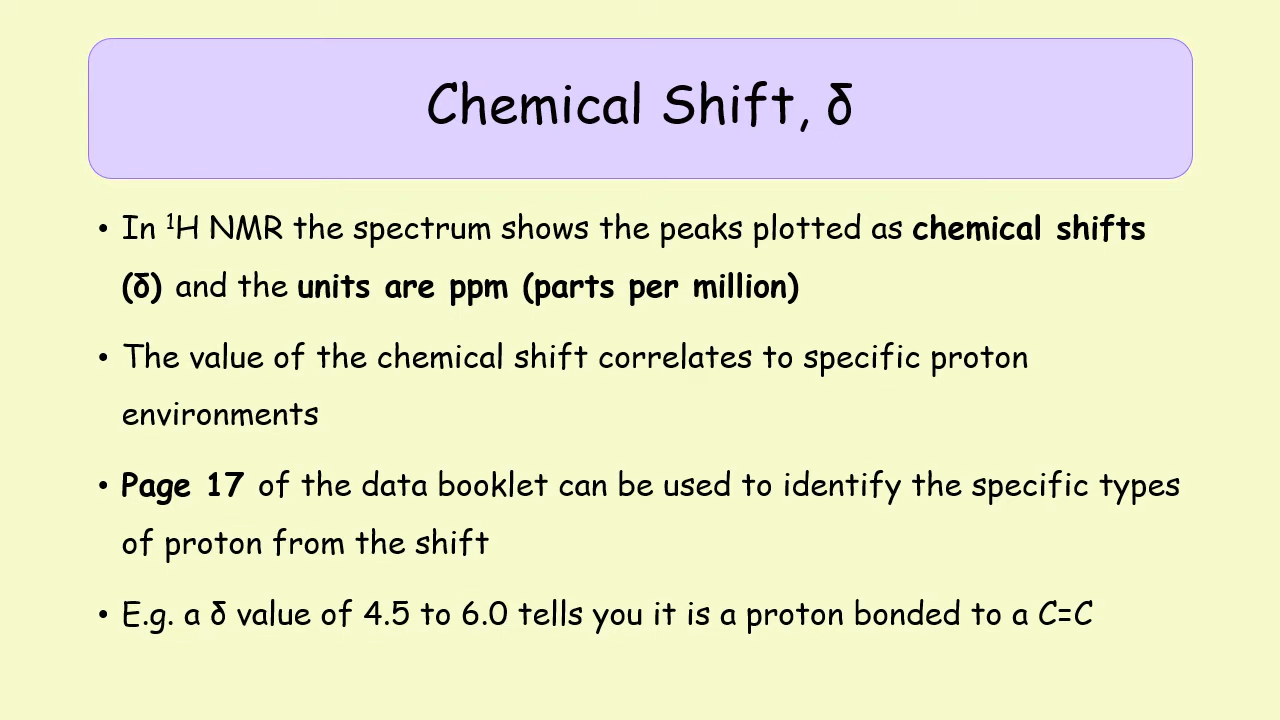 Chemical Shift, δ
• In ¹H NMR the spectrum shows the peaks plotted as chemical shifts
(δ) and the units are ppm (parts per million)
• The value of the chemical shift correlates to specific proton
environments
• Page 17 of the data booklet can be used to identify the specific types
of proton from the shift
• E.g. a δ value of 4.5 to 6.0 tells you it is a proton bonded to a C=C